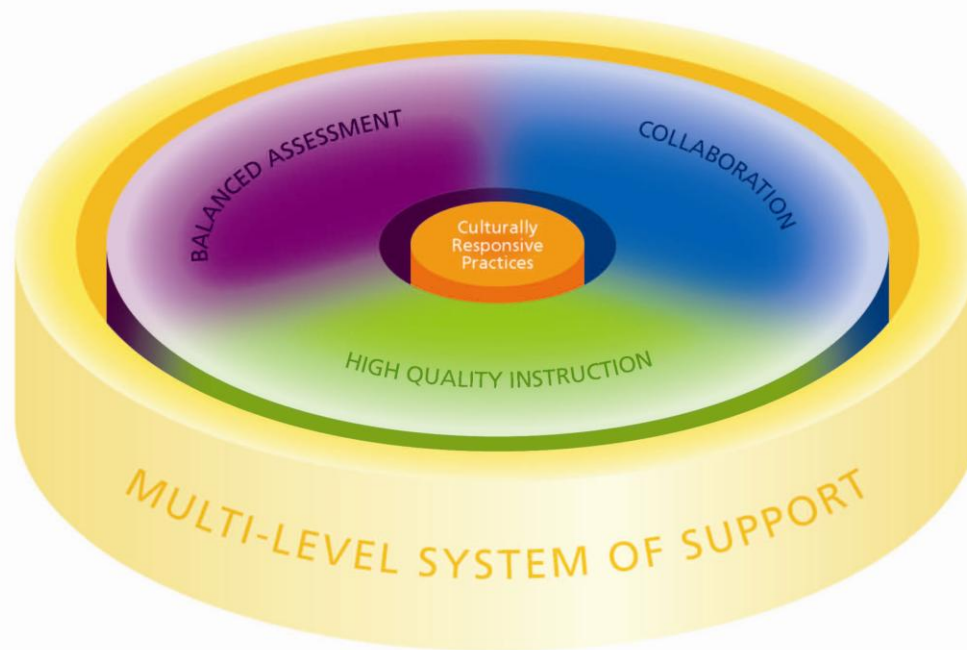 BALANCED ASSESSMENT
COLLABORATION
Culturally
Responsive
Practices
HIGH QUALITY INSTRUCTION
MULTI-LEVEL SYSTEM OF SUPPORT